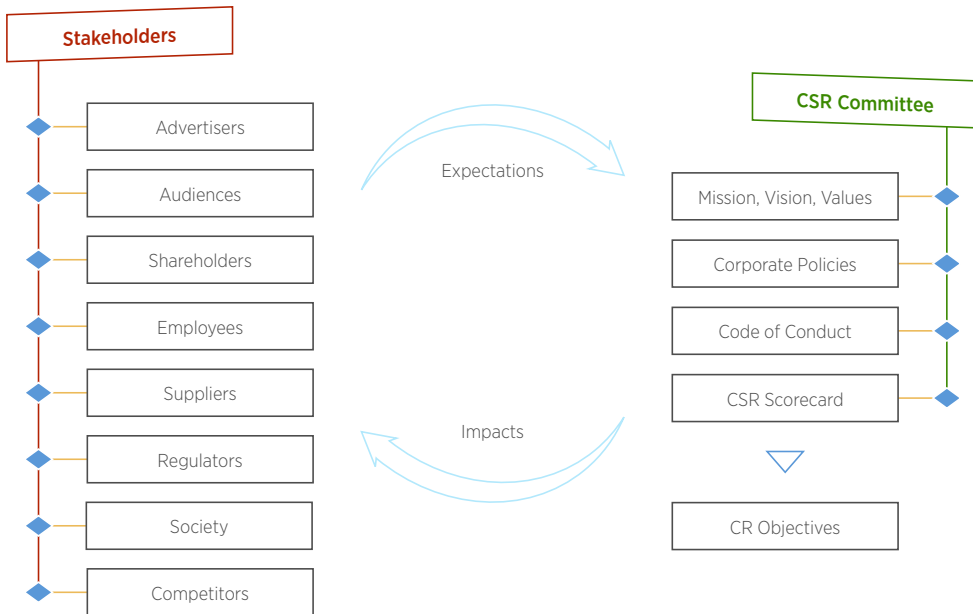 Stakeholders
Advertisers
Audiences
Shareholders
Employees
Suppliers
Regulators
Society
Competitors
Expectations
Impacts
CSR Committee
Mission, Vision, Values
Corporate Policies
Code of Conduct
CSR Scorecard
CR Objectives